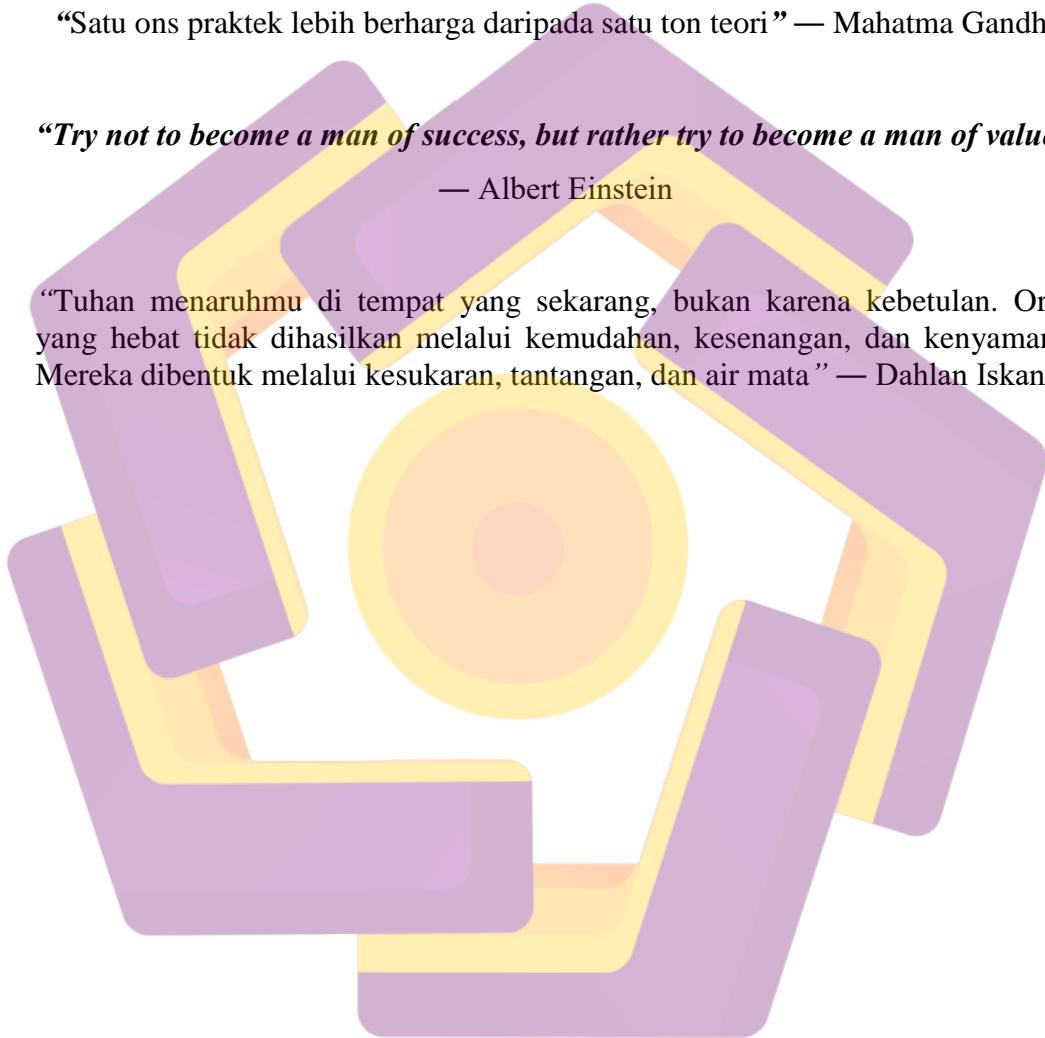 “Satu ons praktek lebih berharga daripada satu ton teori” — Mahatma Gandh
“Try not to become a man of success, but rather try to become a man of valu
— Albert Einstein
“Tuhan menaruhmu di tempat yang sekarang, bukan karena kebetulan. Or
yang hebat tidak dihasilkan melalui kemudahan, kesenangan, dan kenyaman
Mereka dibentuk melalui kesukaran, tantangan, dan air mata” — Dahlan Iskan